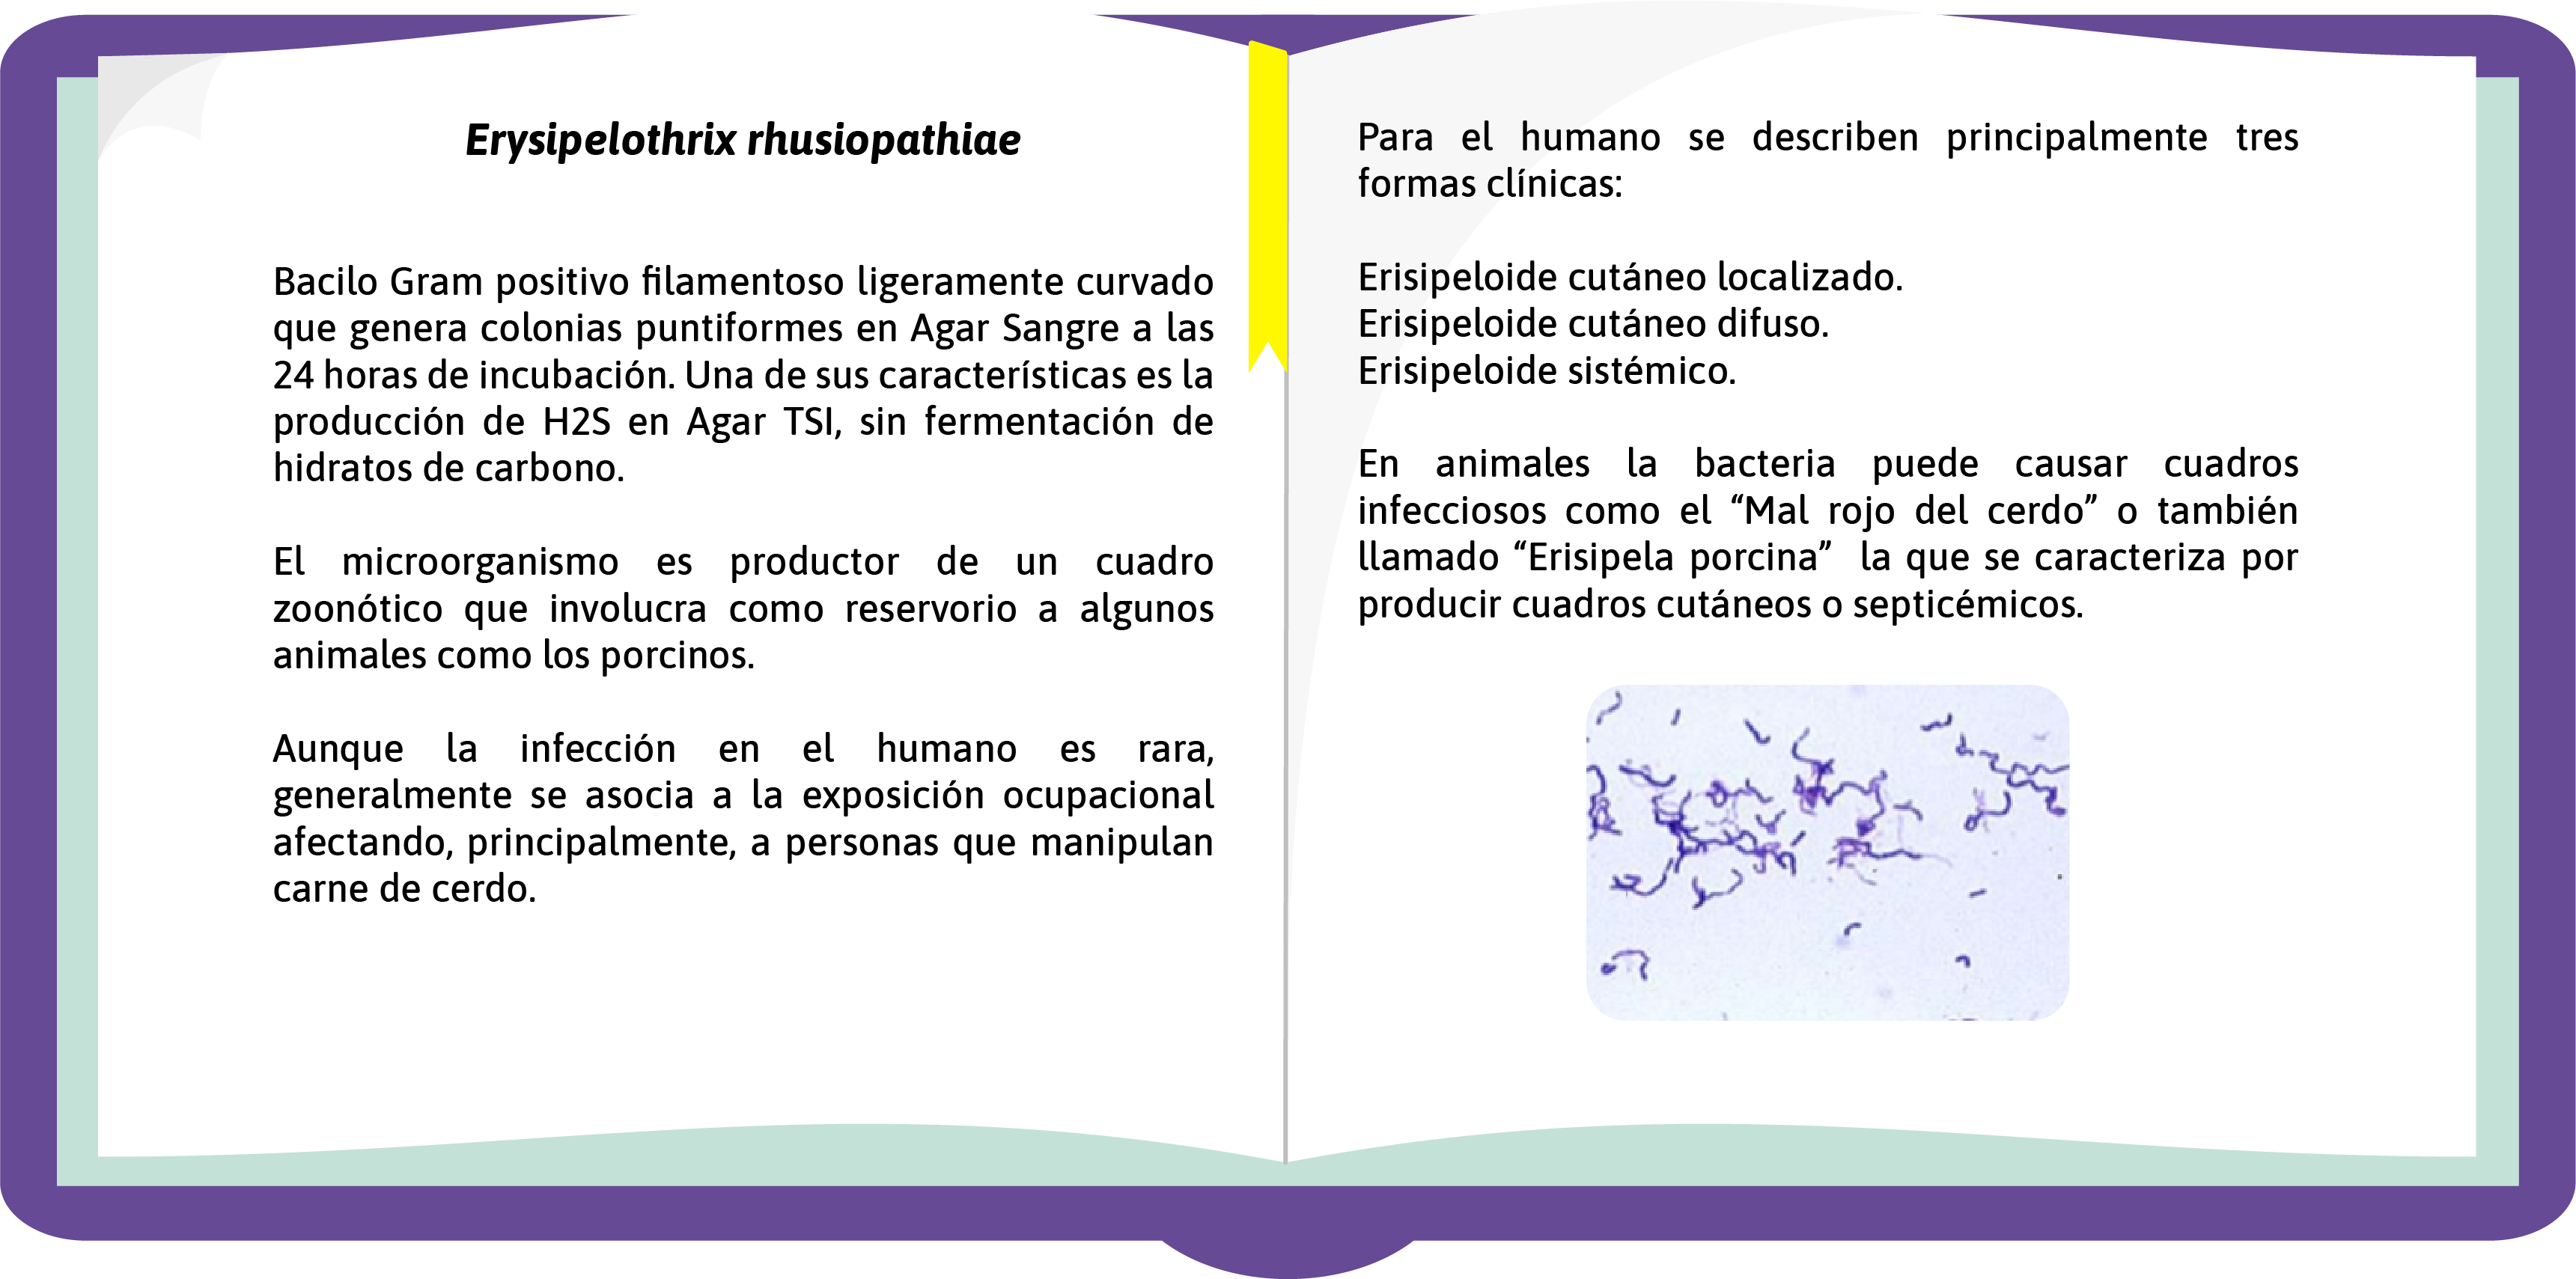 Erysipelothrix rhusiopathiae
Bacilo Gram positivo filamentoso ligeramente curvado
que genera colonias puntiformes en Agar Sangre a las
24 horas de incubación. Una de sus características es la
producción de H2S en Agar TSI, sin fermentación de
hidratos de carbono.
El microorganismo es productor de un cuadro
zoonótico que involucra como reservorio a algunos
animales como los porcinos.
Aunque la infección en el humano es rara,
generalmente se asocia a la exposición ocupacional
afectando, principalmente, a personas que manipulan
carne de cerdo.
Para el humano se describen principalmente tres
formas clínicas:
Erisipeloide cutáneo localizado.
Erisipeloide cutáneo difuso.
Erisipeloide sistémico.
En animales la bacteria puede causar cuadros
infecciosos como el “Mal rojo del cerdo” o también
llamado “Erisipela porcina” la que se caracteriza por
producir cuadros cutáneos o septicémicos.